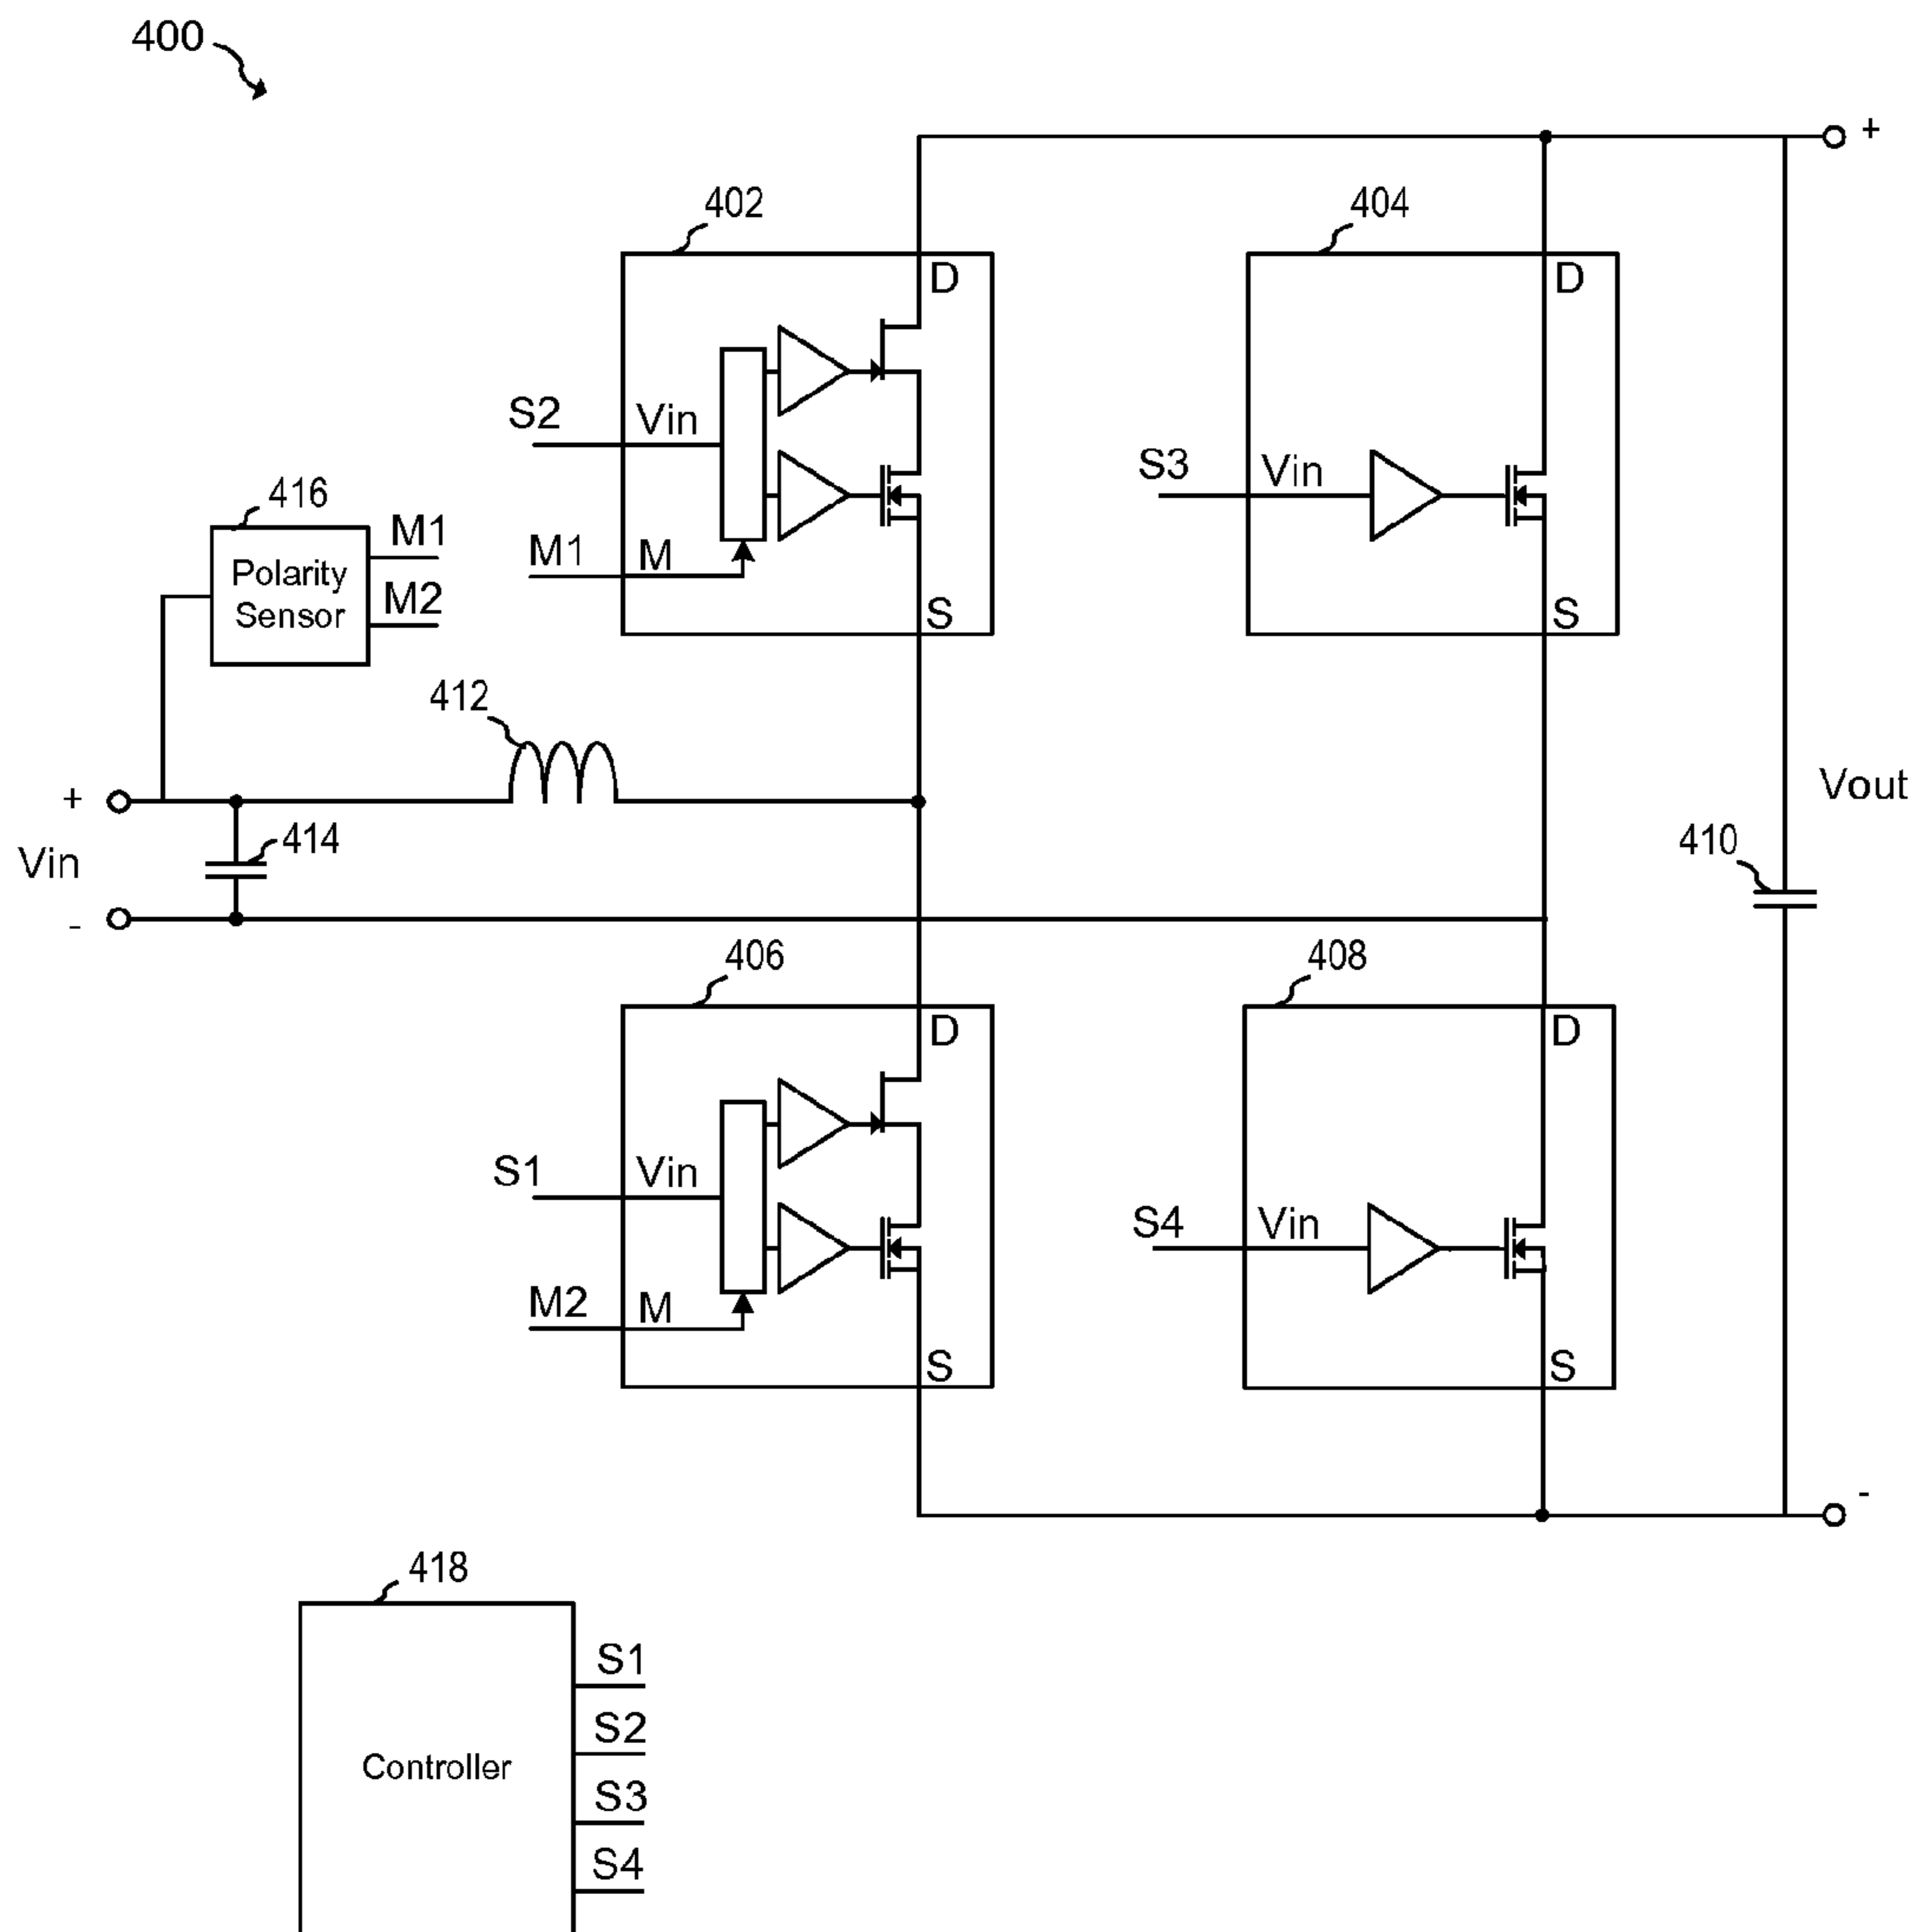 400
+
402
404
D
D
S2
Vin
S3
Vin
416
M1
Polarity
Sensor
M2
M1
M
S
S
412
+
Vout
414
410
Vin
-
406
408
D
D
S1
Vin
S4
Vin
M2
M
S
S
-
418
S1
S2
Controller
S3
S4